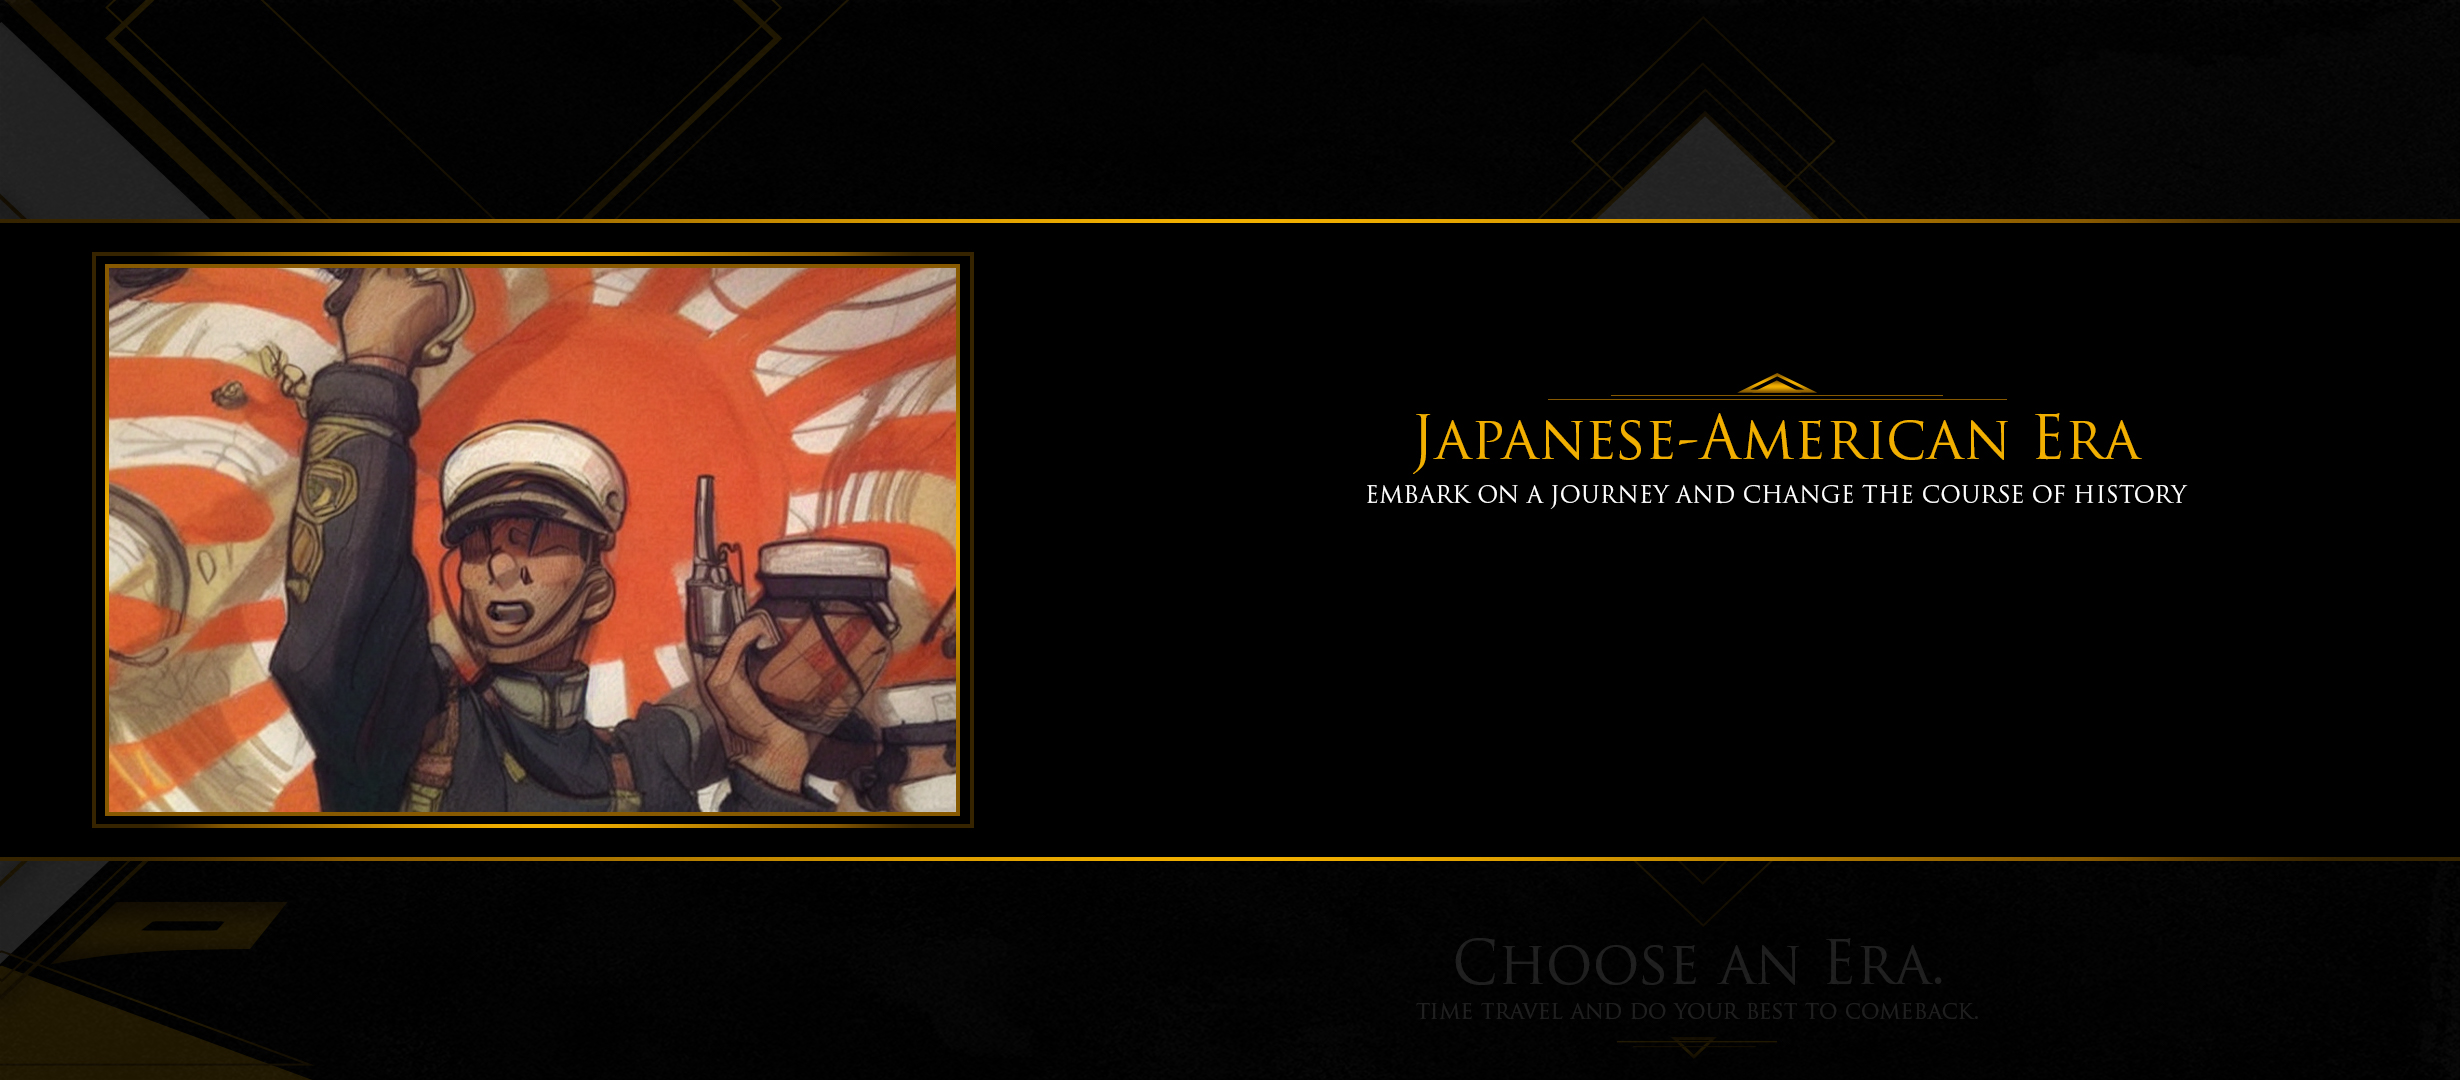 Japanese-American Era
EMBARK ON A JOURNEY AND CHANGE THE COURSE OF HISTORY
Choose an Era.
TIME TRAVEL AND DO YOUR BEST TO COMEBACK.